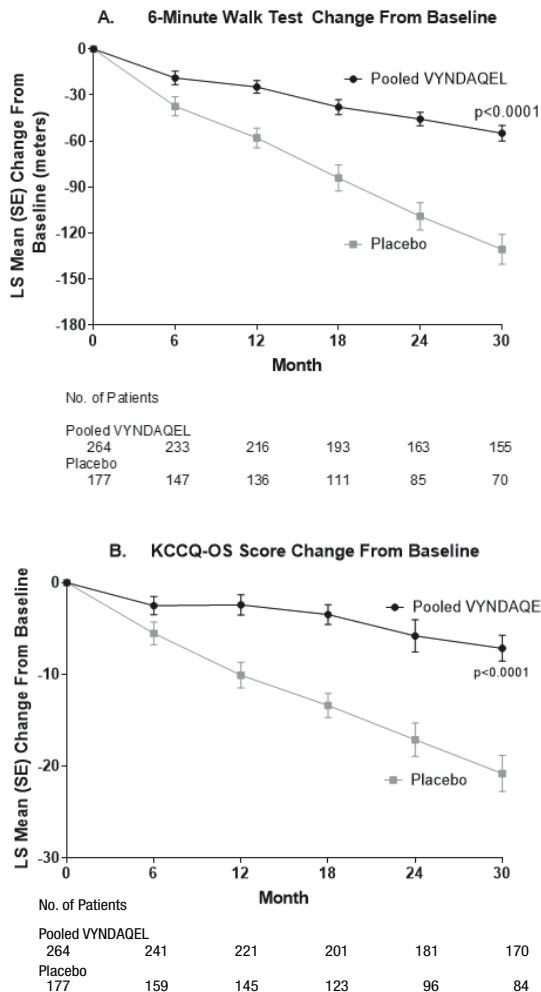 A. 6-Minute Walk Test Change From Baseline
LS Mean (SE) Change From
Baseline (meters)
0
-30
-60
-90
-120
-150
-180
Pooled VYNDAQEL
p<0.0001
Placebo
0 6 12 18 24 30
Month
No. of Patients
Pooled VYNDAQEL
264 233 216 193 163 155
Placebo
177 147 136 111 85 70
B. KCCQ-OS Score Change From Baseline
LS Mean (SE) Change From Baseline
0
-10
-20
-30
Pooled VYNDAQE
p<0.0001
Placebo
0 6 12 18 24 30
Month
No. of Patients
Pooled VYNDAQEL
264 241 221 201 181 170
Placebo
177 159 145 123 96 84